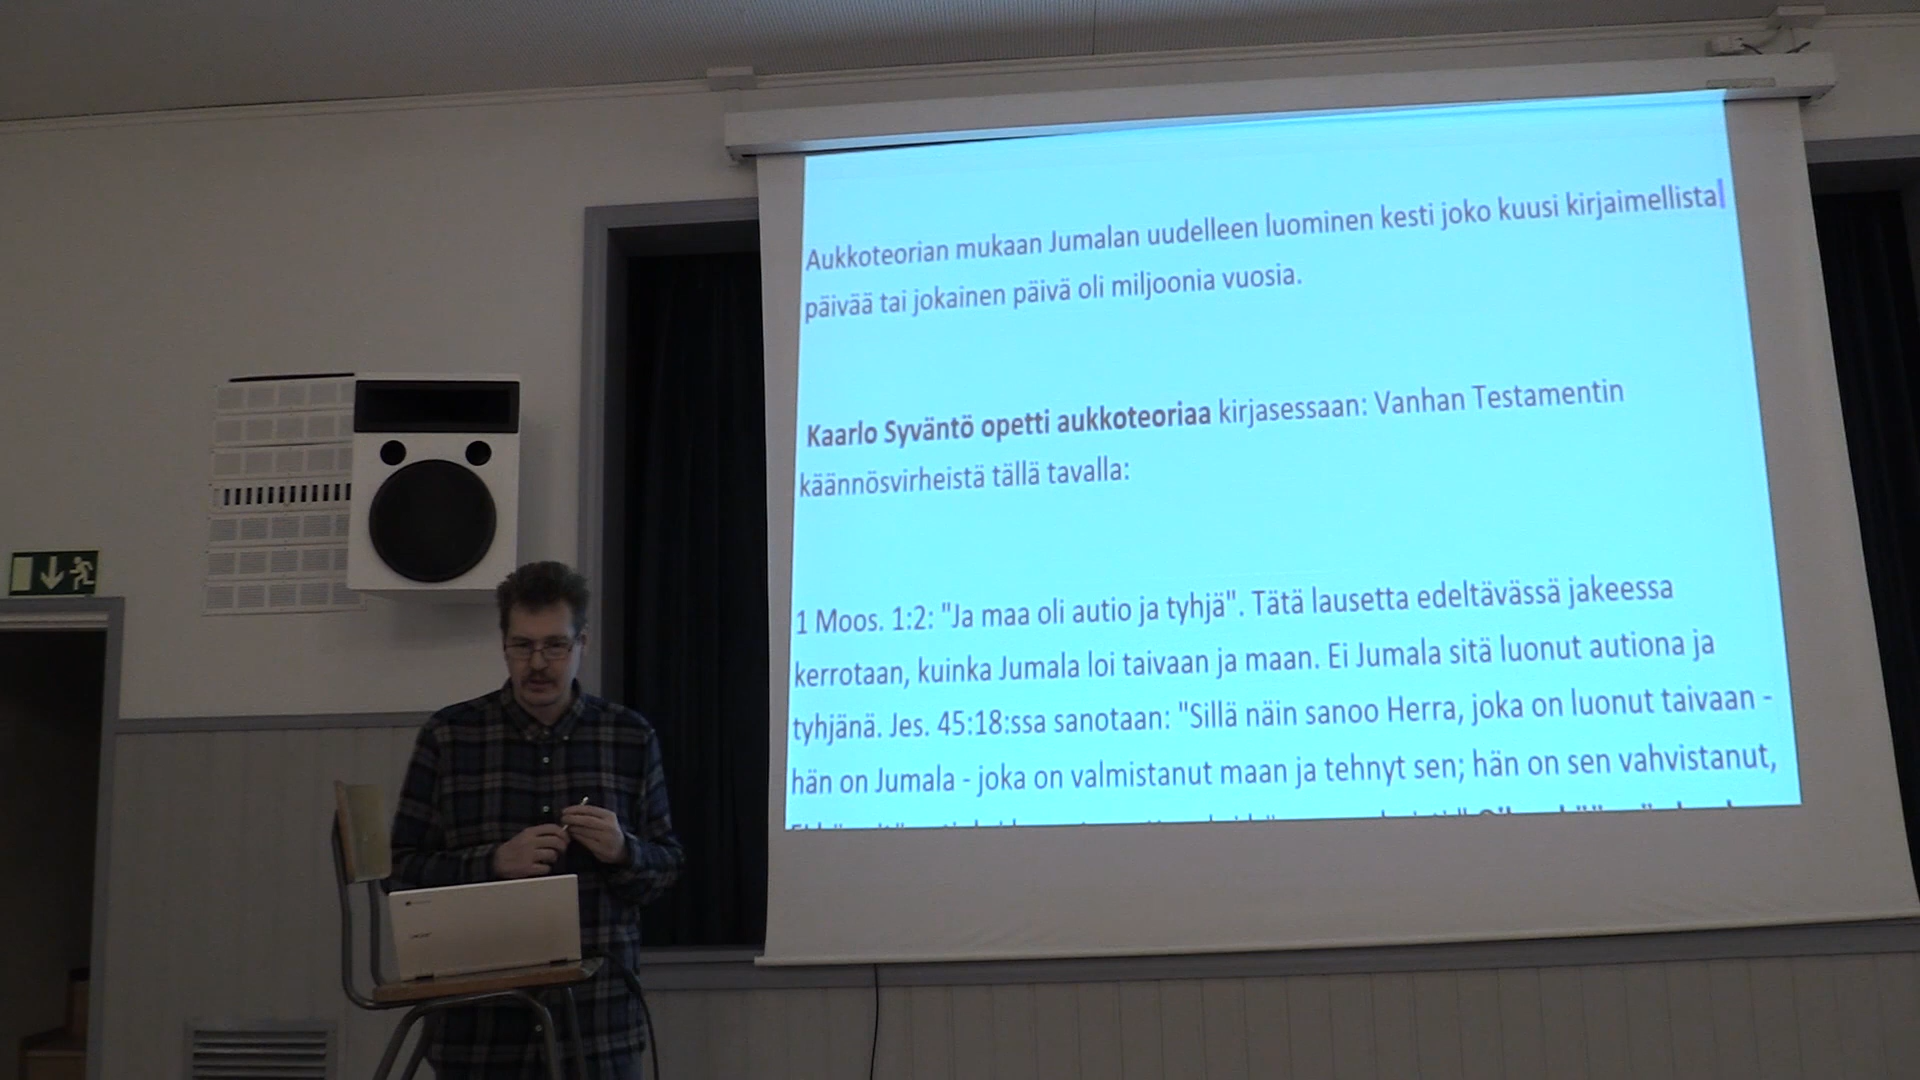 Aukkoteorian mukaan Jumalan uudelleen luominen kesti joko kuusi kirjaimellista
päivää tai jokainen päivä oli miljoonia vuosia.
Kaarlo Syväntö opetti aukkoteoriaa kirjasessaan: Vanhan Testamentin
käännösvirheistä tällä tavalla:
1 Moos. 1:2: "Ja maa oli autio ja tyhjä". Tätä lausetta edeltävässä jakeessa
kerrotaan, kuinka Jumala loi taivaan ja maan. Ei Jumala sitä luonut autiona ja
tyhjänä. Jes. 45:18:ssa sanotaan: "Sillä näin sanoo Herra, joka on luonut taivaan -
hän on Jumala - joka on valmistanut maan ja tehnyt sen; hän on sen vahvistanut,